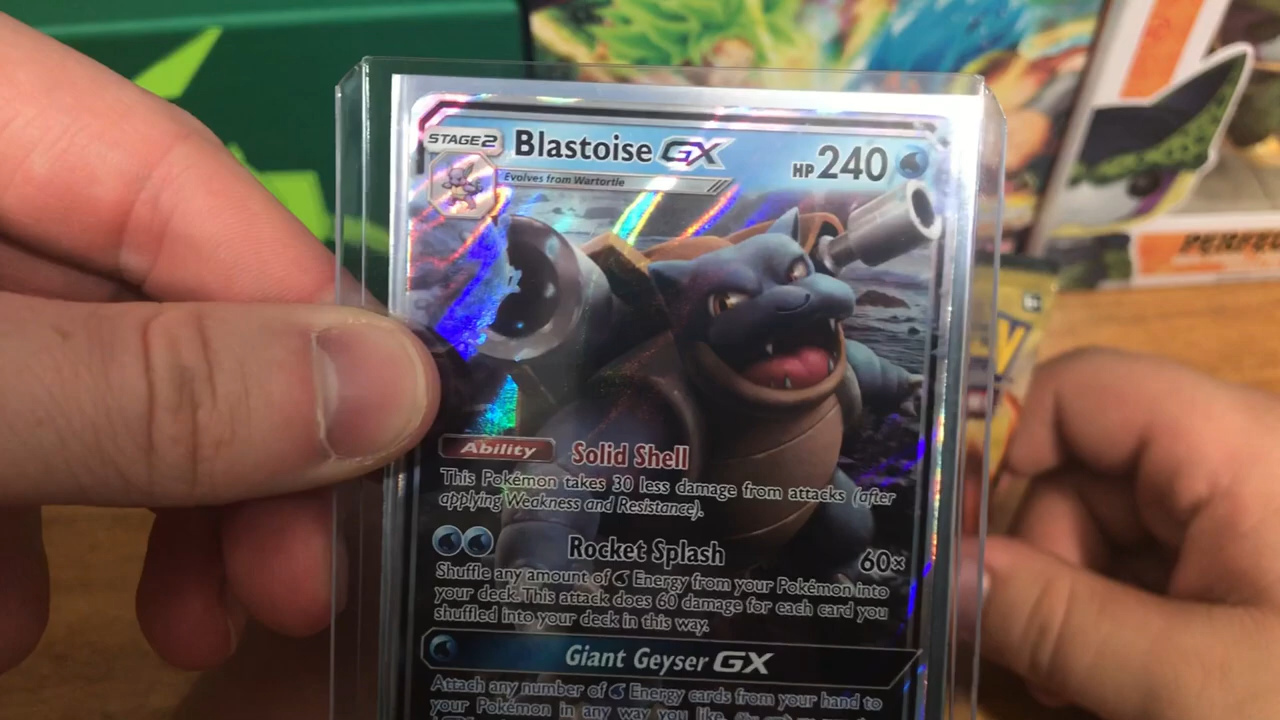 STAGE2 Blastoise GX HP 240
Evolves from Wartortle
Ability Solid Shell
This Pokémon takes 30 less damage from attacks (after
applying Weakness and Resistance).
Rocket Splash 60×
Shuffle any amount of Energy from your Pokémon into
your deck. This attack does 60 damage for each card you
shuffled into your deck in this way.
Giant Geyser GX
Attach any number of Energy cards from your hand to
your Pokémon in any way you like.